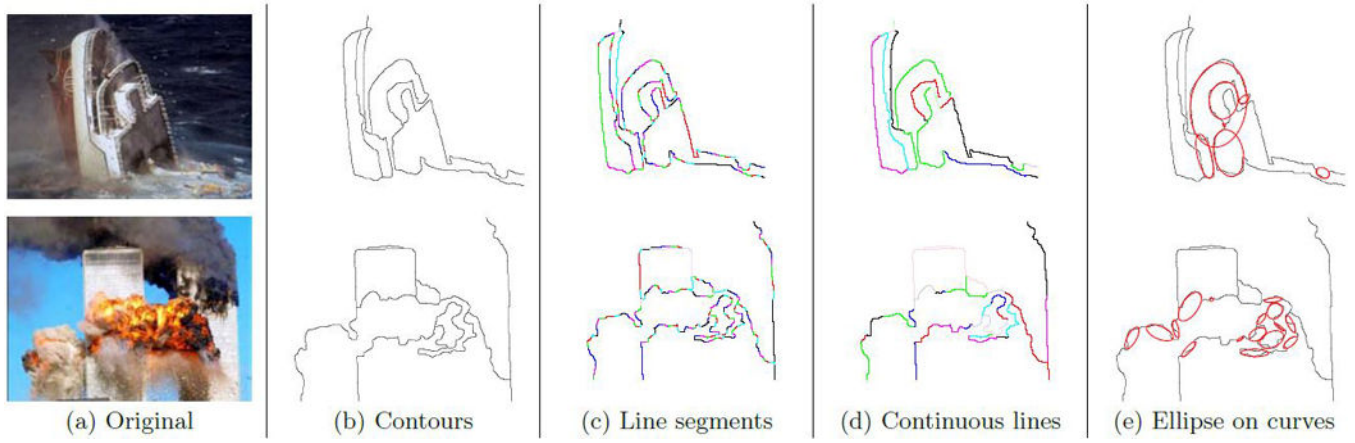 (a) Original
(b) Contours
(c) Line segments
(d) Continuous lines
(e) Ellipse on curves